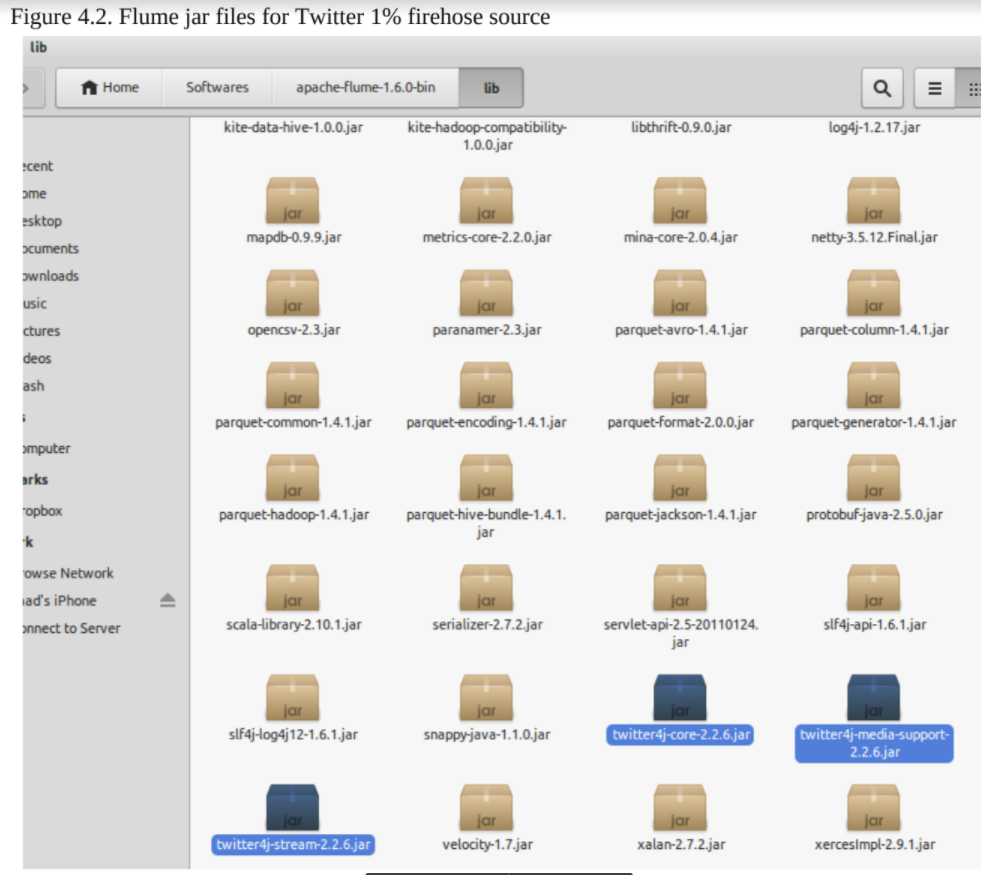 Figure 4.2. Flume jar files for Twitter 1% firehose source
lib
Home Softwares apache-flume-1.6.0-bin lib
kite-data-hive-1.0.0.jar
kite-hadoop-compatibility-
1.0.0.jar
libthrift-0.9.0.jar
log4j-1.2.17.jar
ecent
ome
esktop
ocuments
ownloads
usic
ctures
deos
ash
s
omputer
arks
ropbox
rk
rowse Network
ad's iPhone
onnect to Server
jar jar jar jar
mapdb-0.9.9.jar
metrics-core-2.2.0.jar
mina-core-2.0.4.jar
netty-3.5.12.Final.jar
jar jar jar jar
opencsv-2.3.jar
paranamer-2.3.jar
parquet-avro-1.4.1.jar
parquet-column-1.4.1.jar
jar jar jar jar
parquet-common-1.4.1.jar
parquet-encoding-1.4.1.jar
parquet-format-2.0.0.jar
parquet-generator-1.4.1.jar
jar jar jar jar
parquet-hadoop-1.4.1.jar
parquet-hive-bundle-1.4.1.
jar
parquet-jackson-1.4.1.jar
protobuf-java-2.5.0.jar
jar jar jar jar
scala-library-2.10.1.jar
serializer-2.7.2.jar
servlet-api-2.5-20110124.
jar
slf4j-api-1.6.1.jar
jar jar jar jar
slf4j-log4j12-1.6.1.jar
snappy-java-1.1.0.jar
twitter4j-core-2.2.6.jar
twitter4j-media-support-
2.2.6.jar
jar jar jar jar
twitter4j-stream-2.2.6.jar
velocity-1.7.jar
xalan-2.7.2.jar
xercesImpl-2.9.1.jar